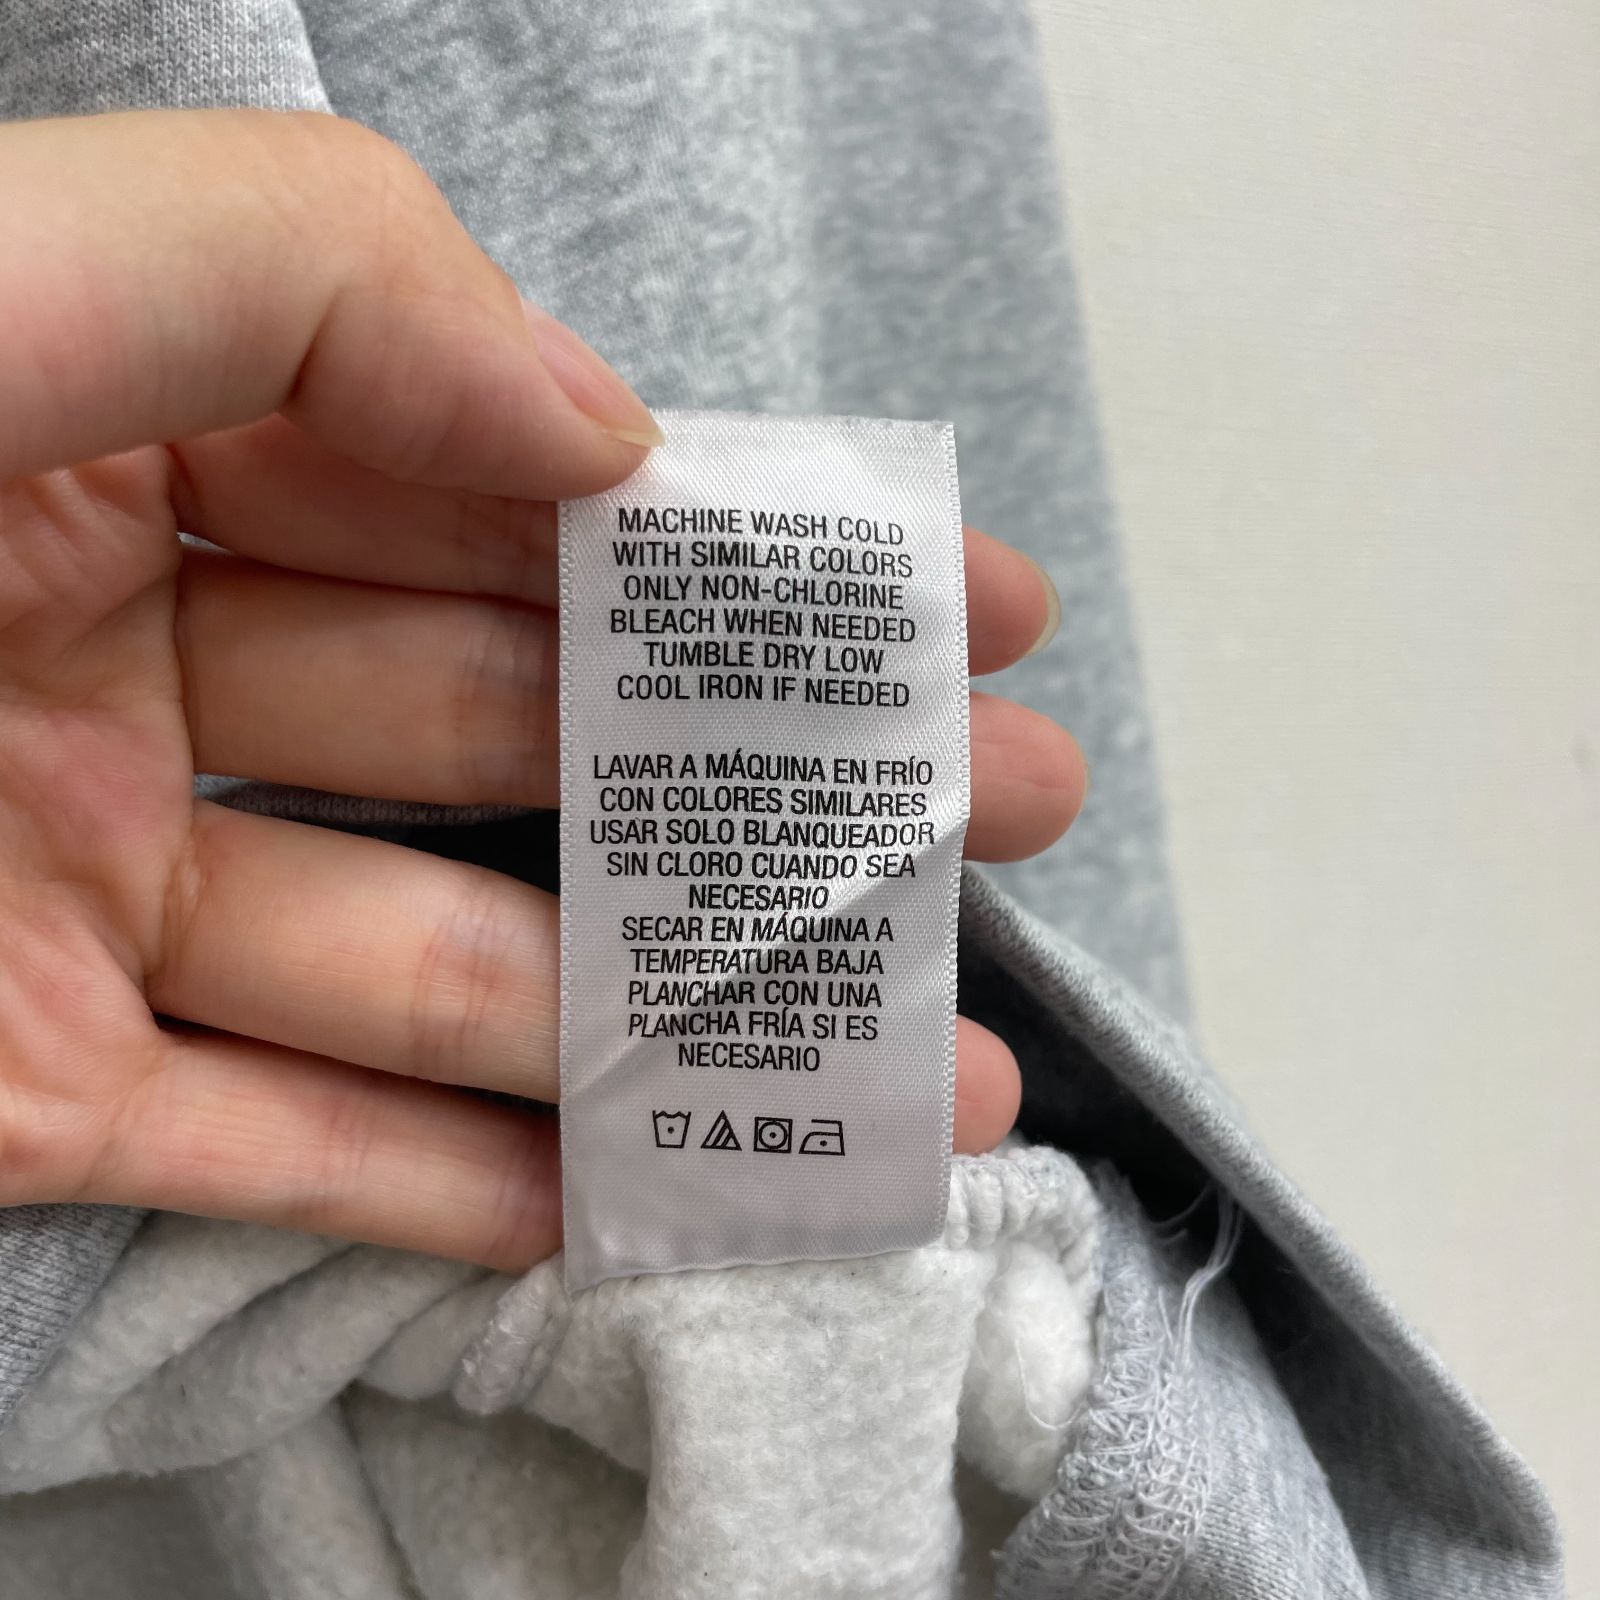 MACHINE WASH COLD
WITH SIMILAR COLORS
ONLY NON-CHLORINE
BLEACH WHEN NEEDED
TUMBLE DRY LOW
COOL IRON IF NEEDED
LAVAR A MÁQUINA EN FRÍO
CON COLORES SIMILARES
USAR SOLO BLANQUEADOR
SIN CLORO CUANDO SEA
NECESARIO
SECAR EN MÁQUINA A
TEMPERATURA BAJA
PLANCHAR CON UNA
PLANCHA FRÍA SI ES
NECESARIO